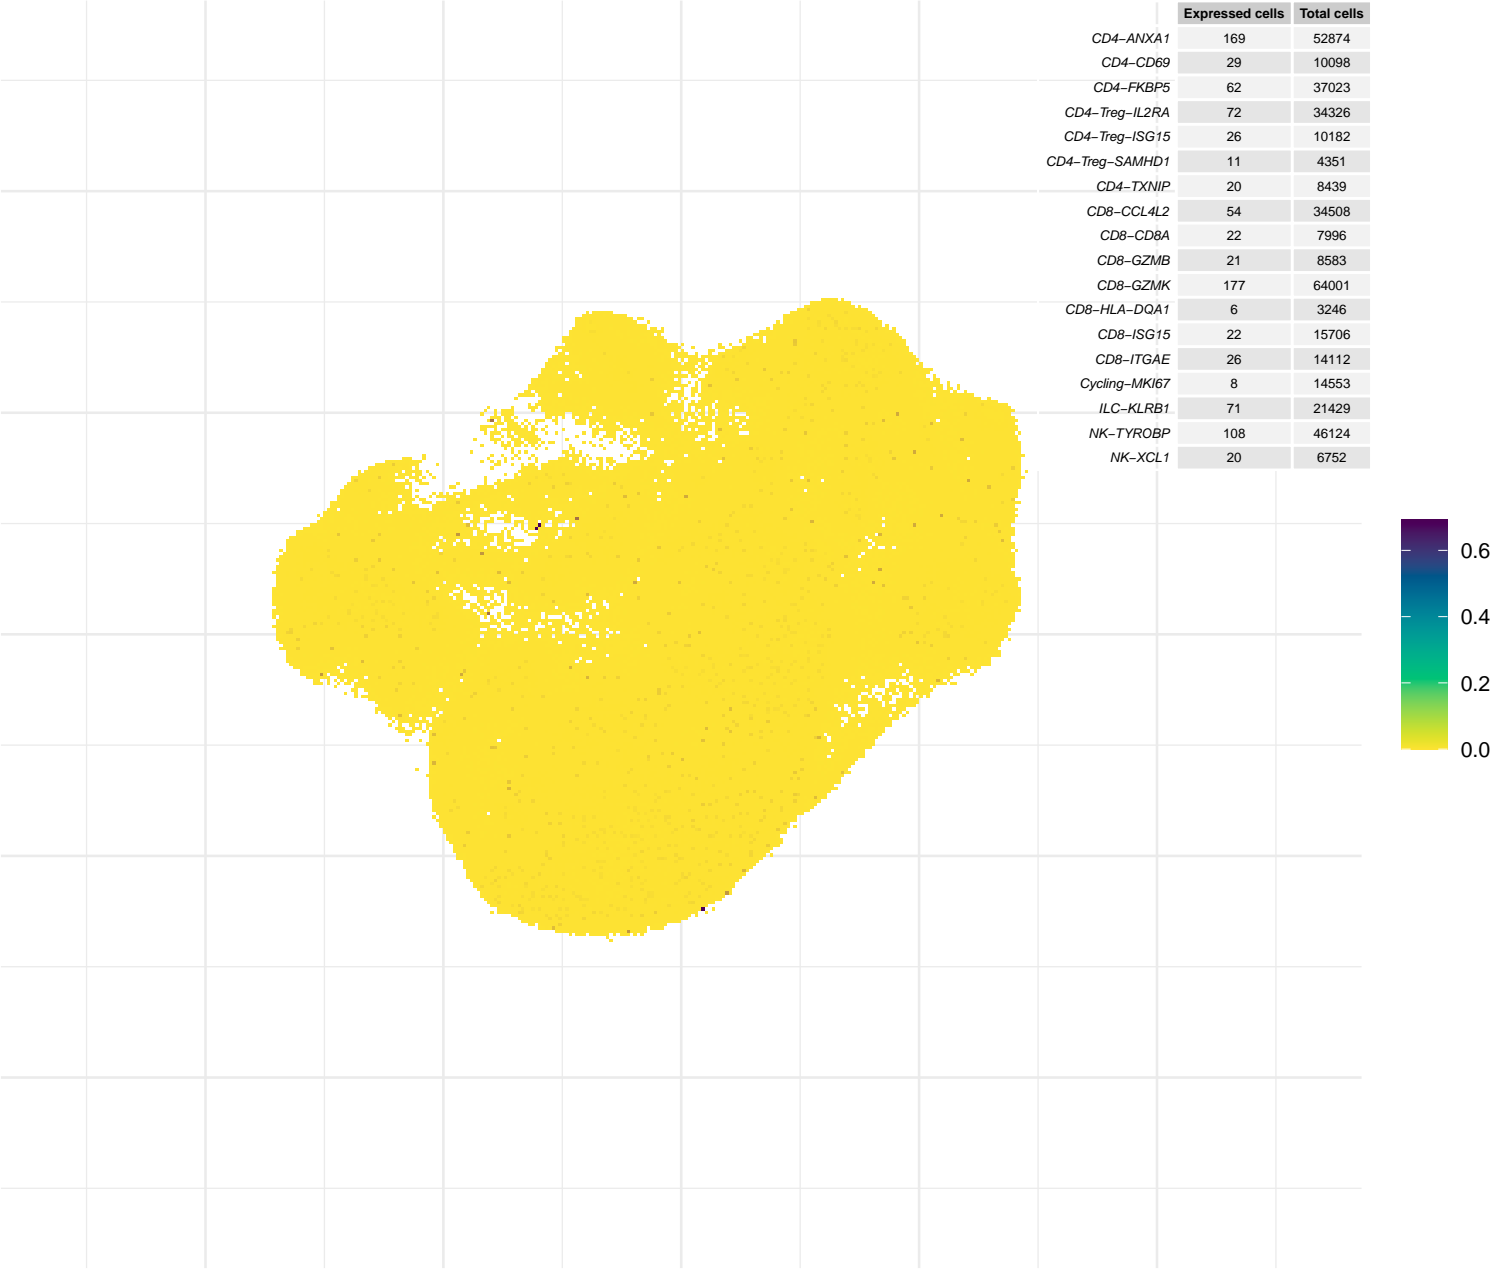 Expressed cells Total cells
CD4−ANXA1 169 52874
CD4−CD69 29 10098
CD4−FKBP5 62 37023
CD4−Treg−IL2RA 72 34326
CD4−Treg−ISG15 26 10182
CD4−Treg−SAMHD1 11 4351
CD4−TXNIP 20 8439
CD8−CCL4L2 54 34508
CD8−CD8A 22 7996
CD8−GZMB 21 8583
CD8−GZMK 177 64001
CD8−HLA−DQA1 6 3246
CD8−ISG15 22 15706
CD8−ITGAE 26 14112
Cycling−MKI67 8 14553
ILC−KLRB1 71 21429
NK−TYROBP 108 46124
NK−XCL1 20 6752
0.6
0.4
0.2
0.0